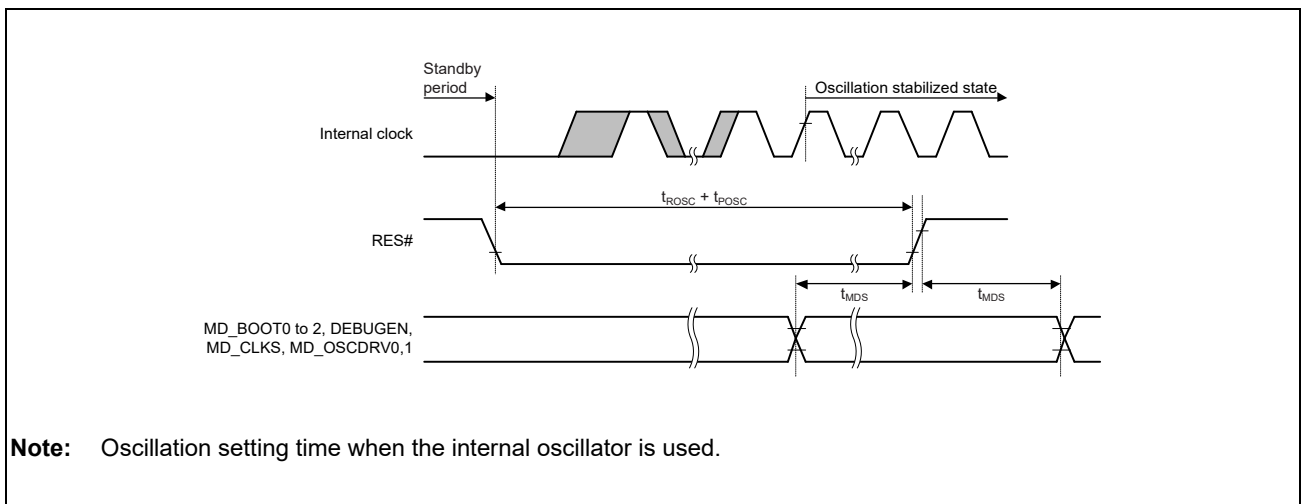 Standby
period
Oscillation stabilized state
Internal clock
tROSC + tPOSC
RES#
tMDS
tMDS
MD_BOOT0 to 2, DEBUGEN,
MD_CLKS, MD_OSCDRV0,1
Note: Oscillation setting time when the internal oscillator is used.